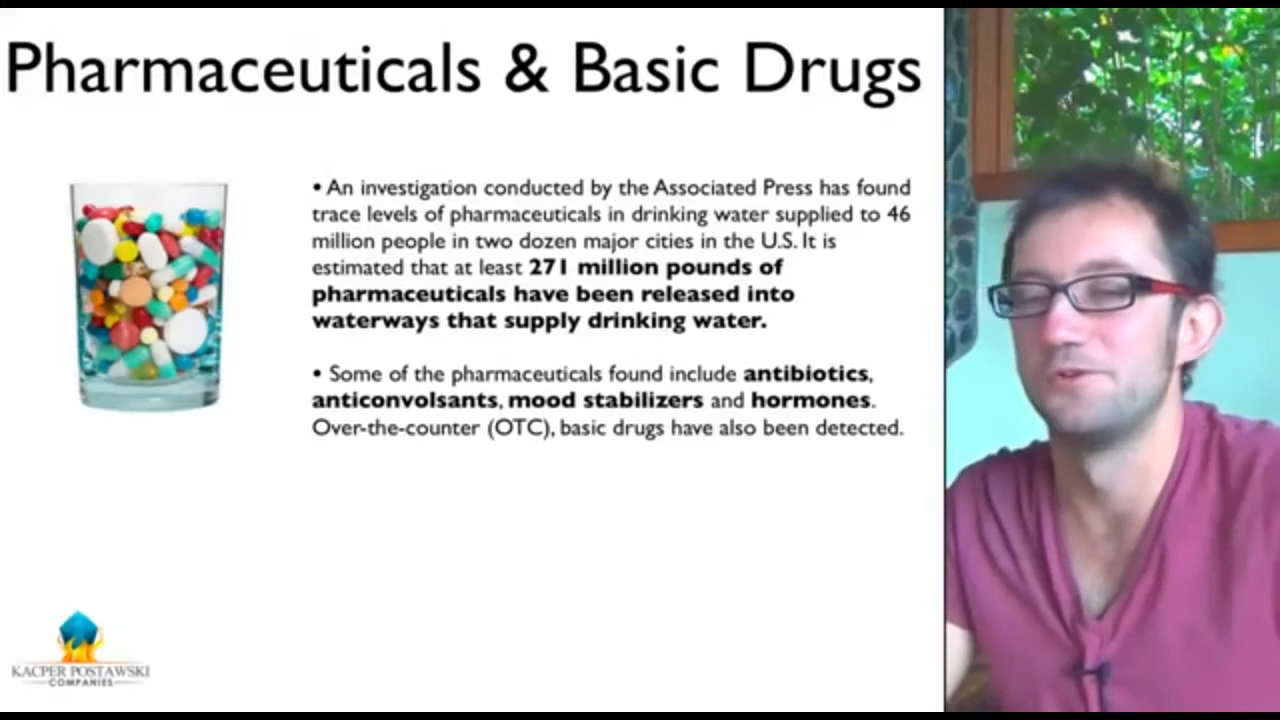 Pharmaceuticals & Basic Drugs
• An investigation conducted by the Associated Press has found
trace levels of pharmaceuticals in drinking water supplied to 46
million people in two dozen major cities in the U.S. It is
estimated that at least 271 million pounds of
pharmaceuticals have been released into
waterways that supply drinking water.
• Some of the pharmaceuticals found include antibiotics,
anticonvolsants, mood stabilizers and hormones.
Over-the-counter (OTC), basic drugs have also been detected.
KACPER POSTAWSKI
COMPANIES